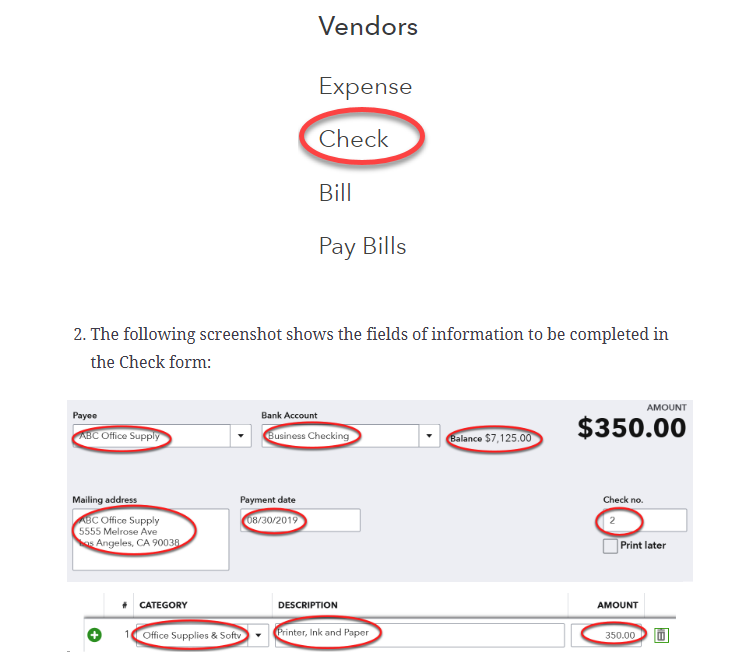 Vendors
Expense
Check
Bill
Pay Bills
2. The following screenshot shows the fields of information to be completed in
the Check form:
Payee
Bank Account
AMOUNT
ABC Office Supply
Business Checking
Balance $7,125.00
$350.00
Mailing address
Payment date
Check no.
ABC Office Supply
5555 Melrose Ave
Los Angeles, CA 90038
08/30/2019
2
Print later
# CATEGORY DESCRIPTION AMOUNT
1 Office Supplies & Softv Printer, Ink and Paper 350.00